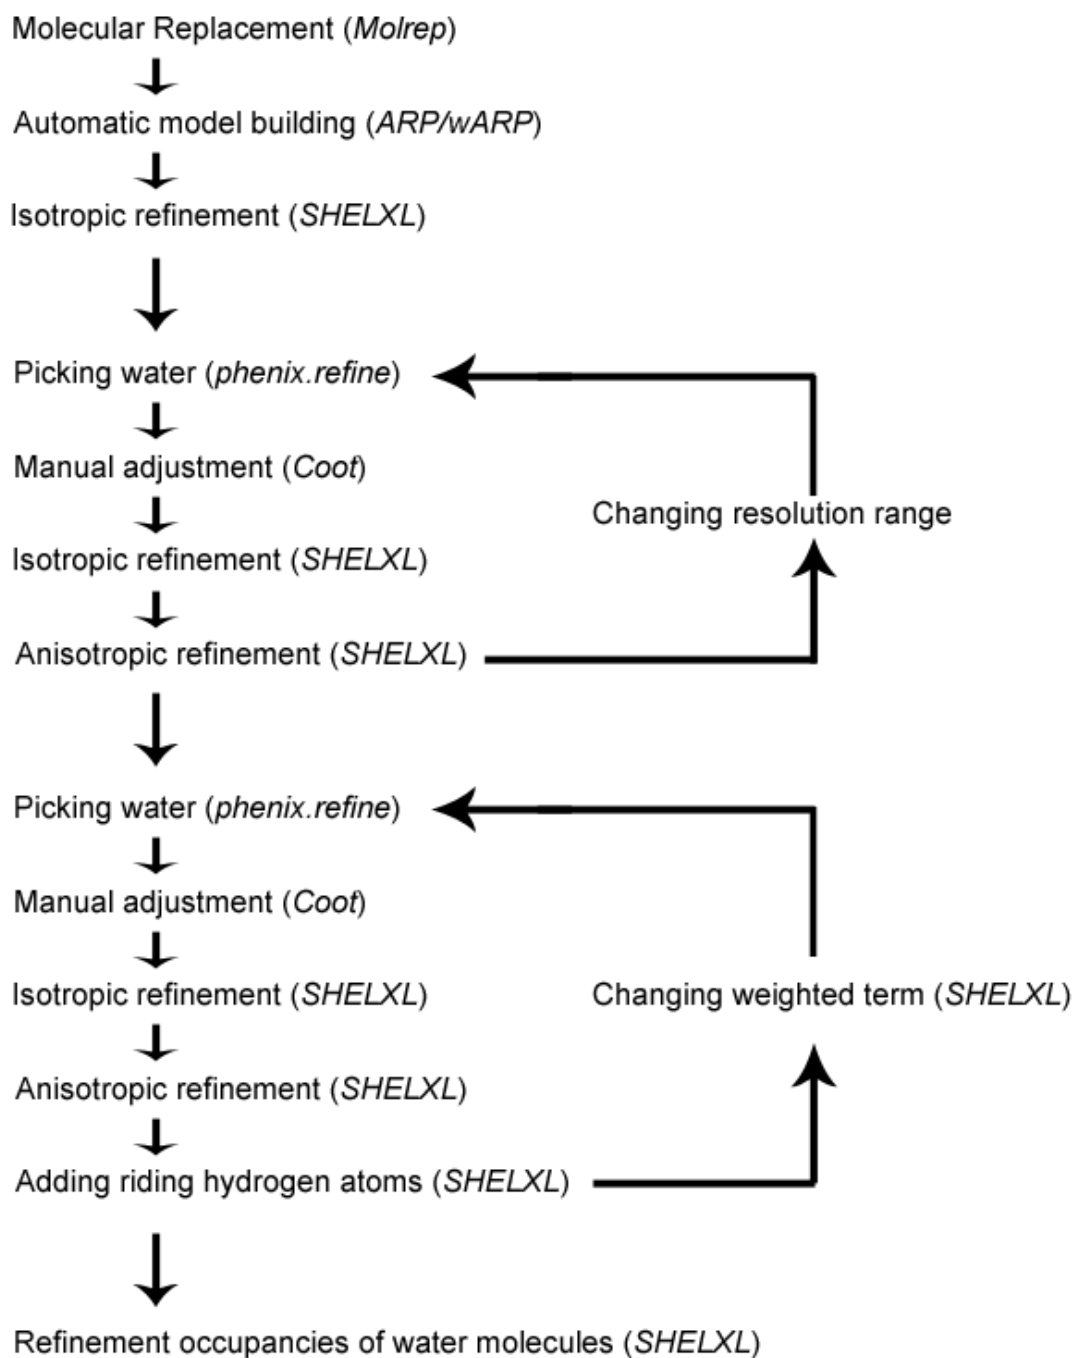 Molecular Replacement (Molrep)
Automatic model building (ARP/wARP)
Isotropic refinement (SHELXL)
Picking water (phenix.refine)
Manual adjustment (Coot)
Changing resolution range
Isotropic refinement (SHELXL)
Anisotropic refinement (SHELXL)
Picking water (phenix.refine)
Manual adjustment (Coot)
Isotropic refinement (SHELXL)
Changing weighted term (SHELXL)
Anisotropic refinement (SHELXL)
Adding riding hydrogen atoms (SHELXL)
Refinement occupancies of water molecules (SHELXL)